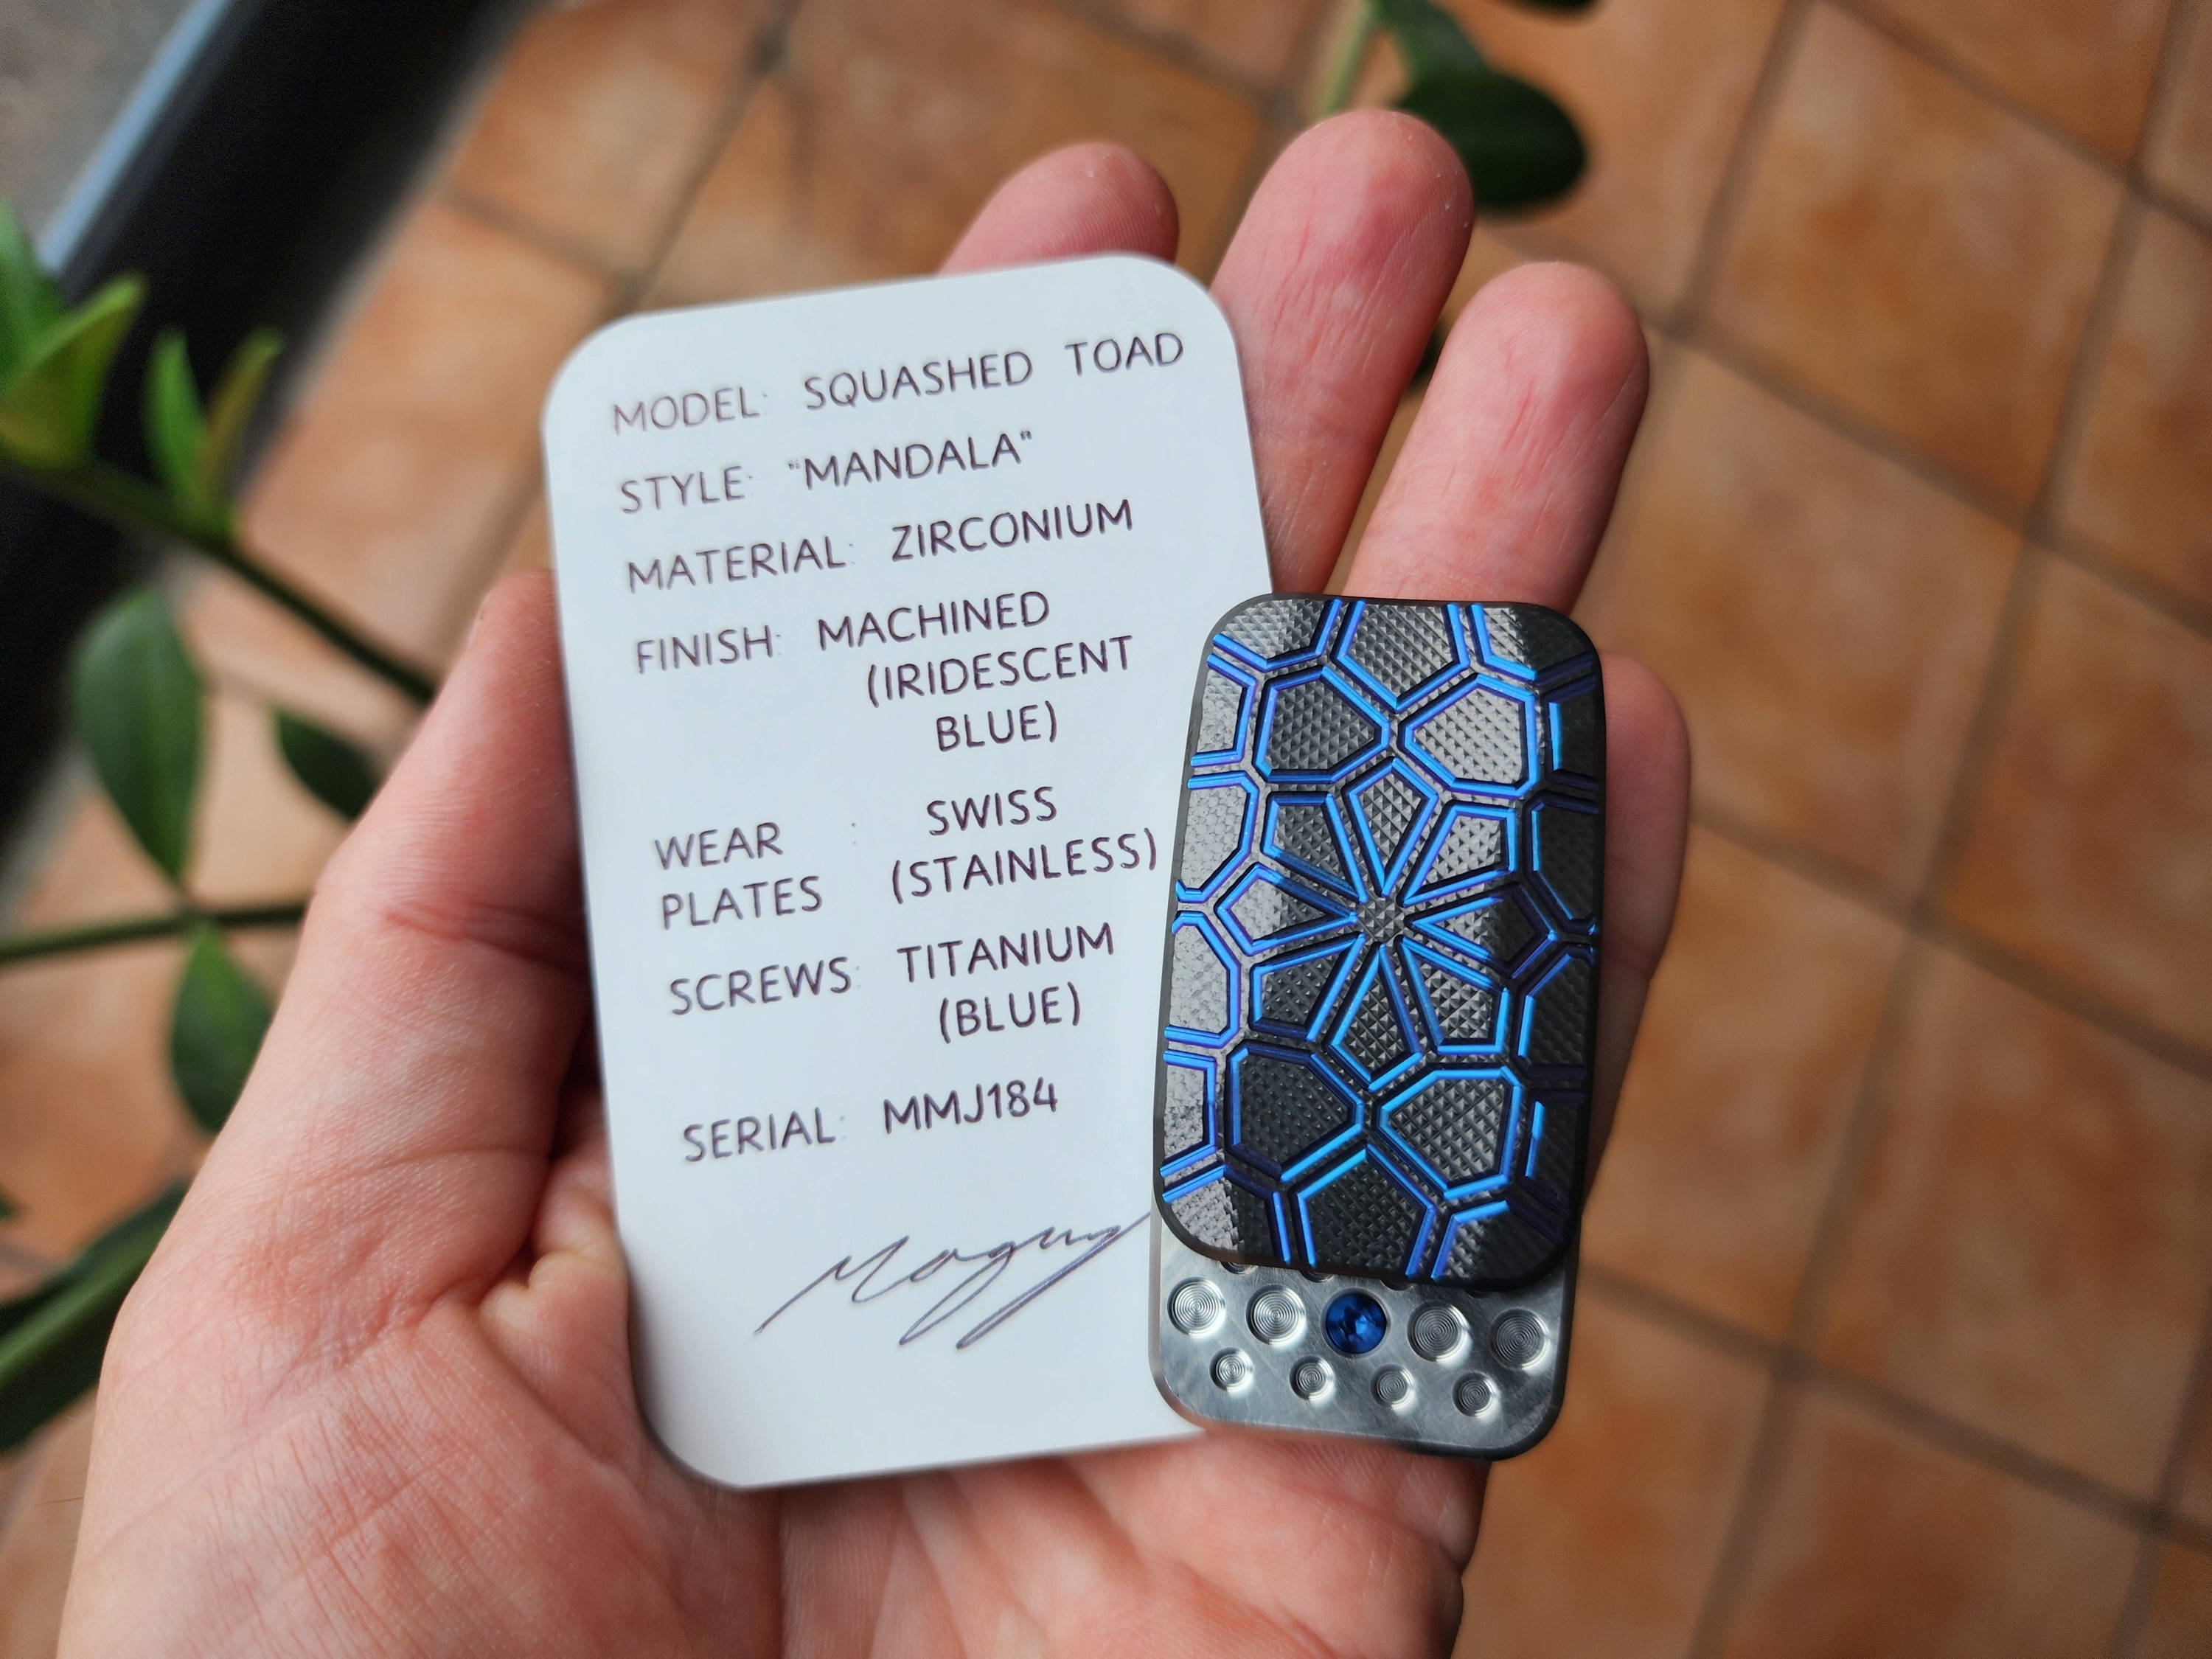 MODEL: SQUASHED TOAD
STYLE: "MANDALA"
MATERIAL: ZIRCONIUM
FINISH: MACHINED
(IRIDESCENT
BLUE)
WEAR : SWISS
PLATES (STAINLESS)
SCREWS: TITANIUM
(BLUE)
SERIAL: MMJ184